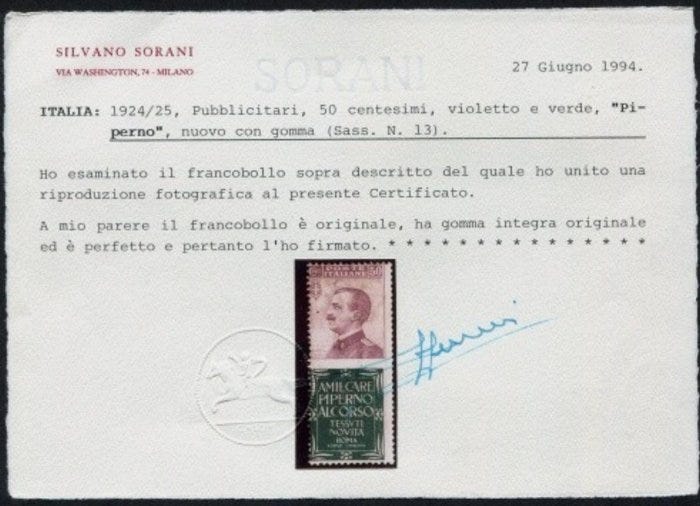 SILVANO SORANI
VIA WASHINGTON, 74 - MILANO
SORANI
27 Giugno 1994.
ITALIA: 1924/25, Pubblicitari, 50 centesimi, violetto e verde, "Pi-
perno", nuovo con gomma (Sass. N. 13).
Ho esaminato il francobollo sopra descritto del quale ho unito una
riproduzione fotografica al presente Certificato.
A mio parere il francobollo è originale, ha gomma integra originale
ed è perfetto e pertanto l'ho firmato. * * * * * * * * * * * * * * *
POSTE 50
ITALIANE
AMILCARE
PIPERNO
AL CORSO
TESSUTI
NOVITÀ
ROMA